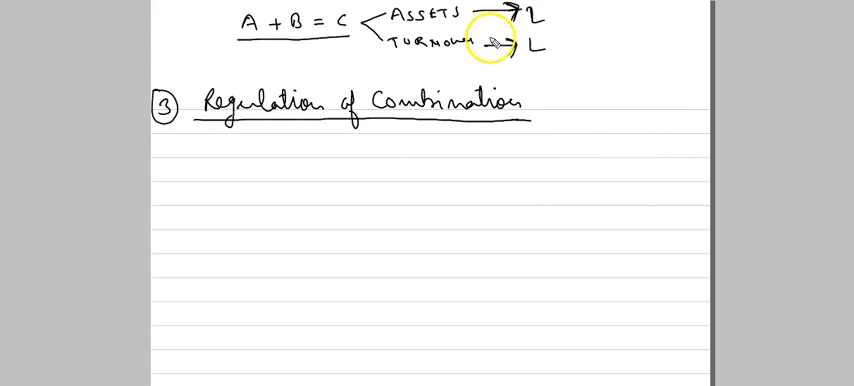 A + B = C < ASSETS → L
TURNOVER → L
③ Regulation of Combination